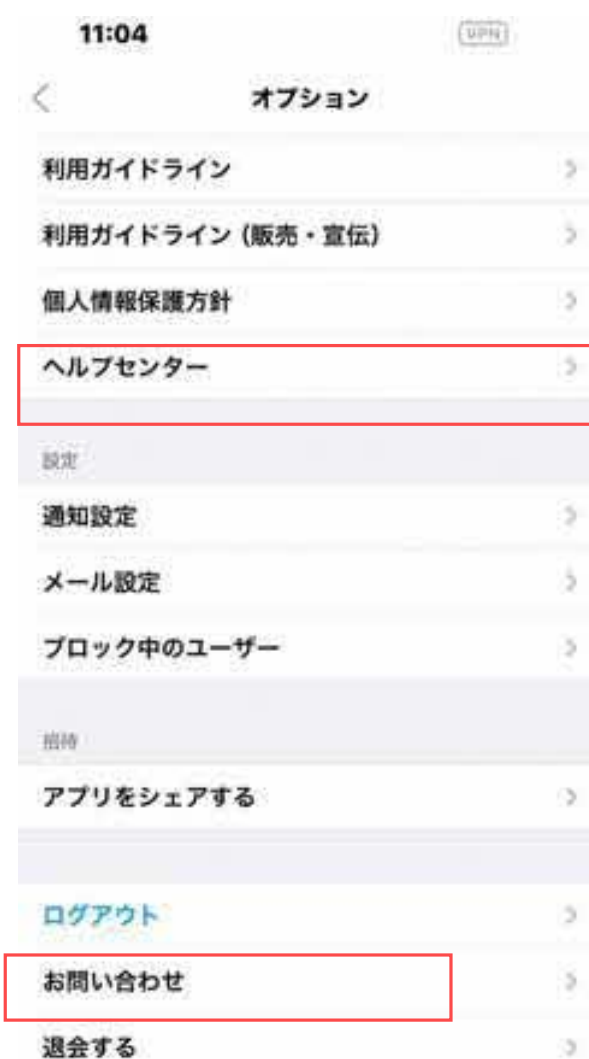 11:04
VPN
オプション
利用ガイドライン
利用ガイドライン (販売・宣伝)
個人情報保護方針
ヘルプセンター
設定
通知設定
メール設定
ブロック中のユーザー
招待
アプリをシェアする
ログアウト
お問い合わせ
退会する